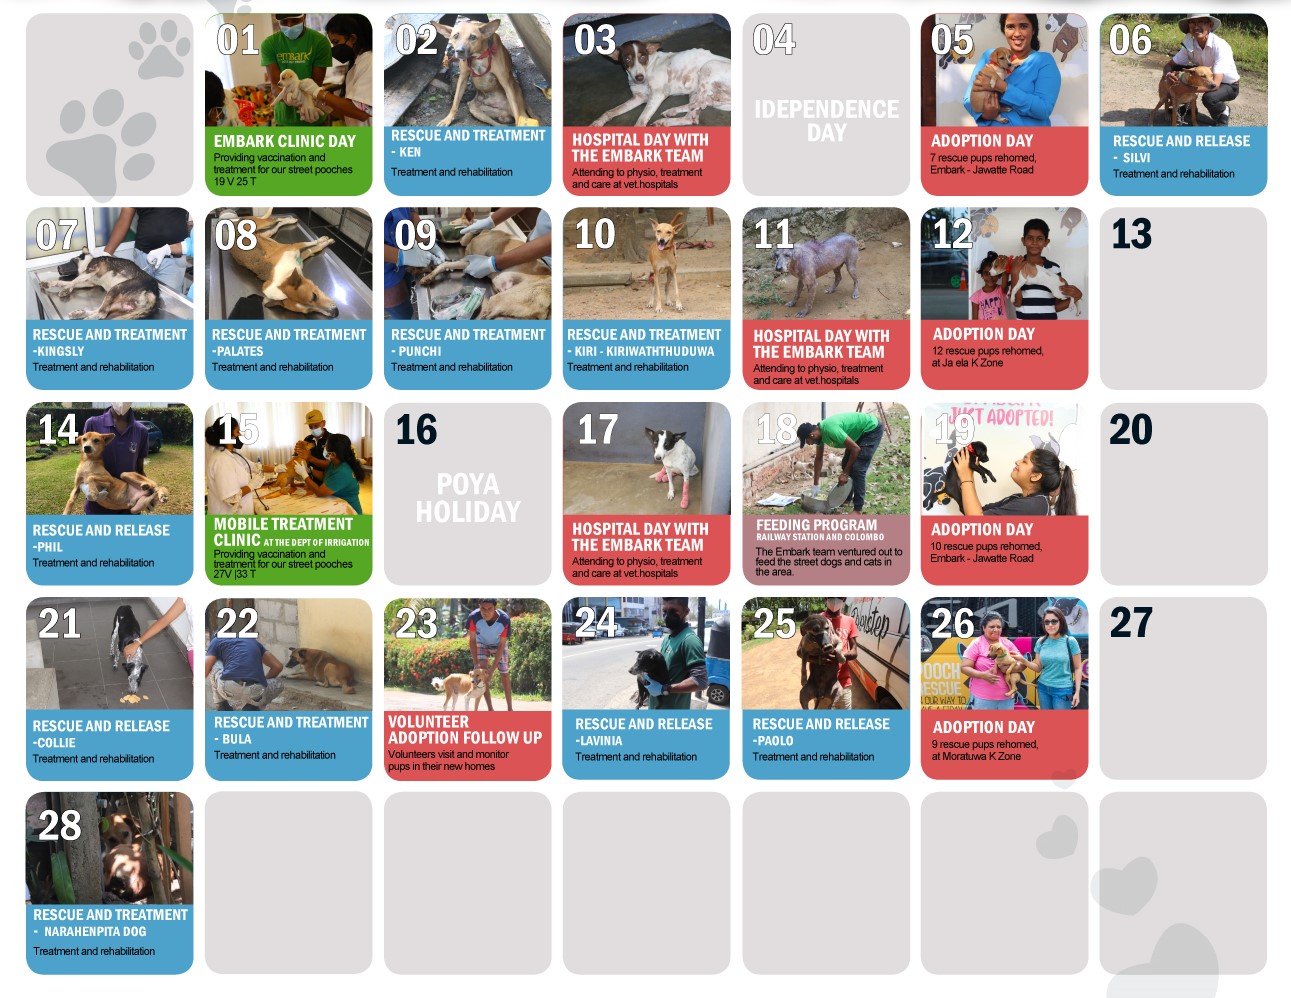 01
embark
EMBARK CLINIC DAY
Providing vaccination and
treatment for our street pooches
19 V 25 T
02
RESCUE AND TREATMENT
- KEN
Treatment and rehabilitation
03
HOSPITAL DAY WITH
THE EMBARK TEAM
Attending to physio, treatment
and care at vet.hospitals
04
IDEPENDENCE
DAY
05
ADOPTION DAY
7 rescue pups rehomed,
Embark - Jawatte Road
06
RESCUE AND RELEASE
- SILVI
Treatment and rehabilitation
07
RESCUE AND TREATMENT
-KINGSLY
Treatment and rehabilitation
08
RESCUE AND TREATMENT
-PALATES
Treatment and rehabilitation
09
RESCUE AND TREATMENT
- PUNCHI
Treatment and rehabilitation
10
RESCUE AND TREATMENT
- KIRI - KIRIWATHTHUDUWA
Treatment and rehabilitation
11
HOSPITAL DAY WITH
THE EMBARK TEAM
Attending to physio, treatment
and care at vet.hospitals
12
HAPPY
ADOPTION DAY
12 rescue pups rehomed,
at Ja ela K Zone
13
14
RESCUE AND RELEASE
-PHIL
Treatment and rehabilitation
15
MOBILE TREATMENT
CLINIC AT THE DEPT OF IRRIGATION
Providing vaccination and
treatment for our street pooches
27V |33 T
16
POYA
HOLIDAY
17
HOSPITAL DAY WITH
THE EMBARK TEAM
Attending to physio, treatment
and care at vet.hospitals
18
FEEDING PROGRAM
RAILWAY STATION AND COLOMBO
The Embark team ventured out to
feed the street dogs and cats in
the area.
19
JUST ADOPTED!
ADOPTION DAY
10 rescue pups rehomed,
Embark - Jawatte Road
20
21
RESCUE AND RELEASE
-COLLIE
Treatment and rehabilitation
22
RESCUE AND TREATMENT
- BULA
Treatment and rehabilitation
23
VOLUNTEER
ADOPTION FOLLOW UP
Volunteers visit and monitor
pups in their new homes
24
RESCUE AND RELEASE
-LAVINIA
Treatment and rehabilitation
25
RESCUE AND RELEASE
-PAOLO
Treatment and rehabilitation
26
OOCH
ESCUE
OUR WAY TO
ADOPTION DAY
9 rescue pups rehomed,
at Moratuwa K Zone
27
28
RESCUE AND TREATMENT
- NARAHENPITA DOG
Treatment and rehabilitation